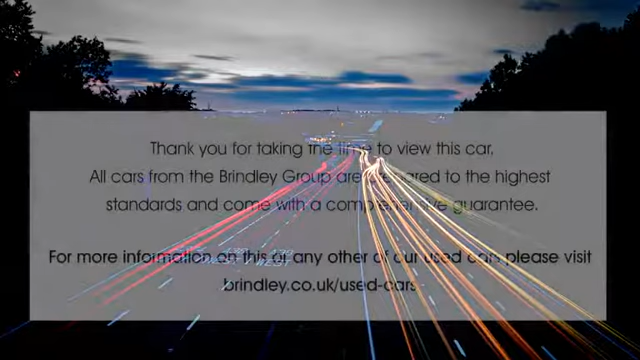 Thank you for taking the time to view this car,
All cars from the Brindley Group are prepared to the highest
standards and come with a comprehensive guarantee.
For more information on this or any other of our used cars please visit
brindley.co.uk/used-cars